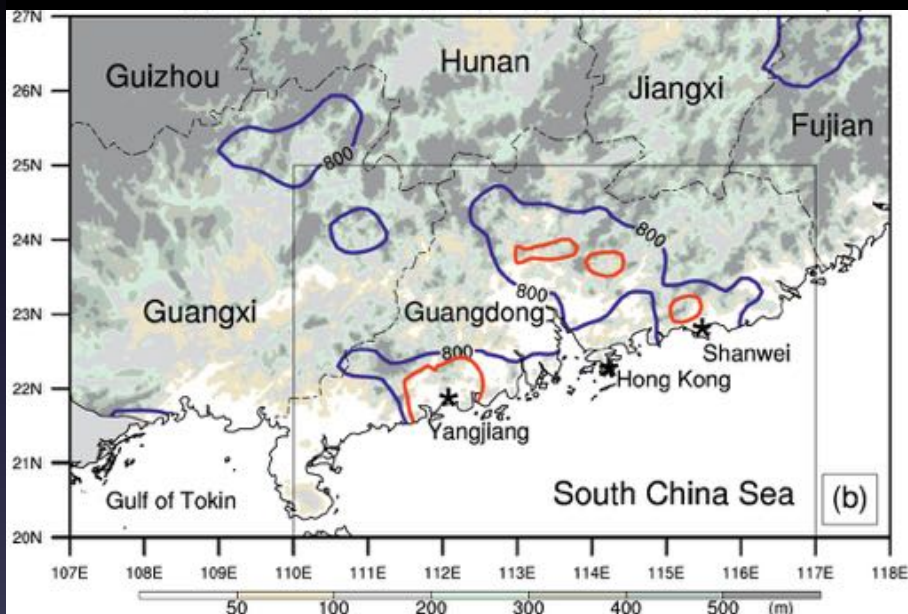 27N
26N
25N
24N
23N
22N
21N
20N
Guizhou
Hunan
Jiangxi
Fujian
800
800
800
Guangxi
Guangdong
800
Shanwei
Hong Kong
Yangjiang
Gulf of Tokin
South China Sea
(b)
107E 108E 109E 110E 111E 112E 113E 114E 115E 116E 117E 118E
50 100 200 300 400 500 (m)